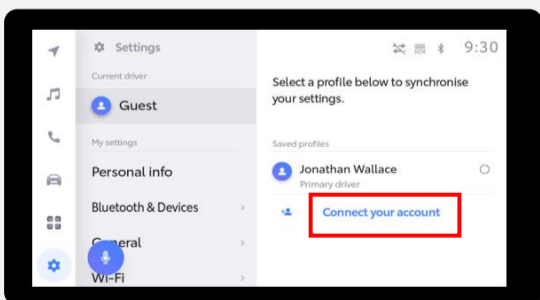 Settings
9:30
Current driver
Guest
My settings
Personal info
Bluetooth & Devices
General
Wi-Fi
Select a profile below to synchronise
your settings.
Saved profiles
Jonathan Wallace
Primary driver
Connect your account